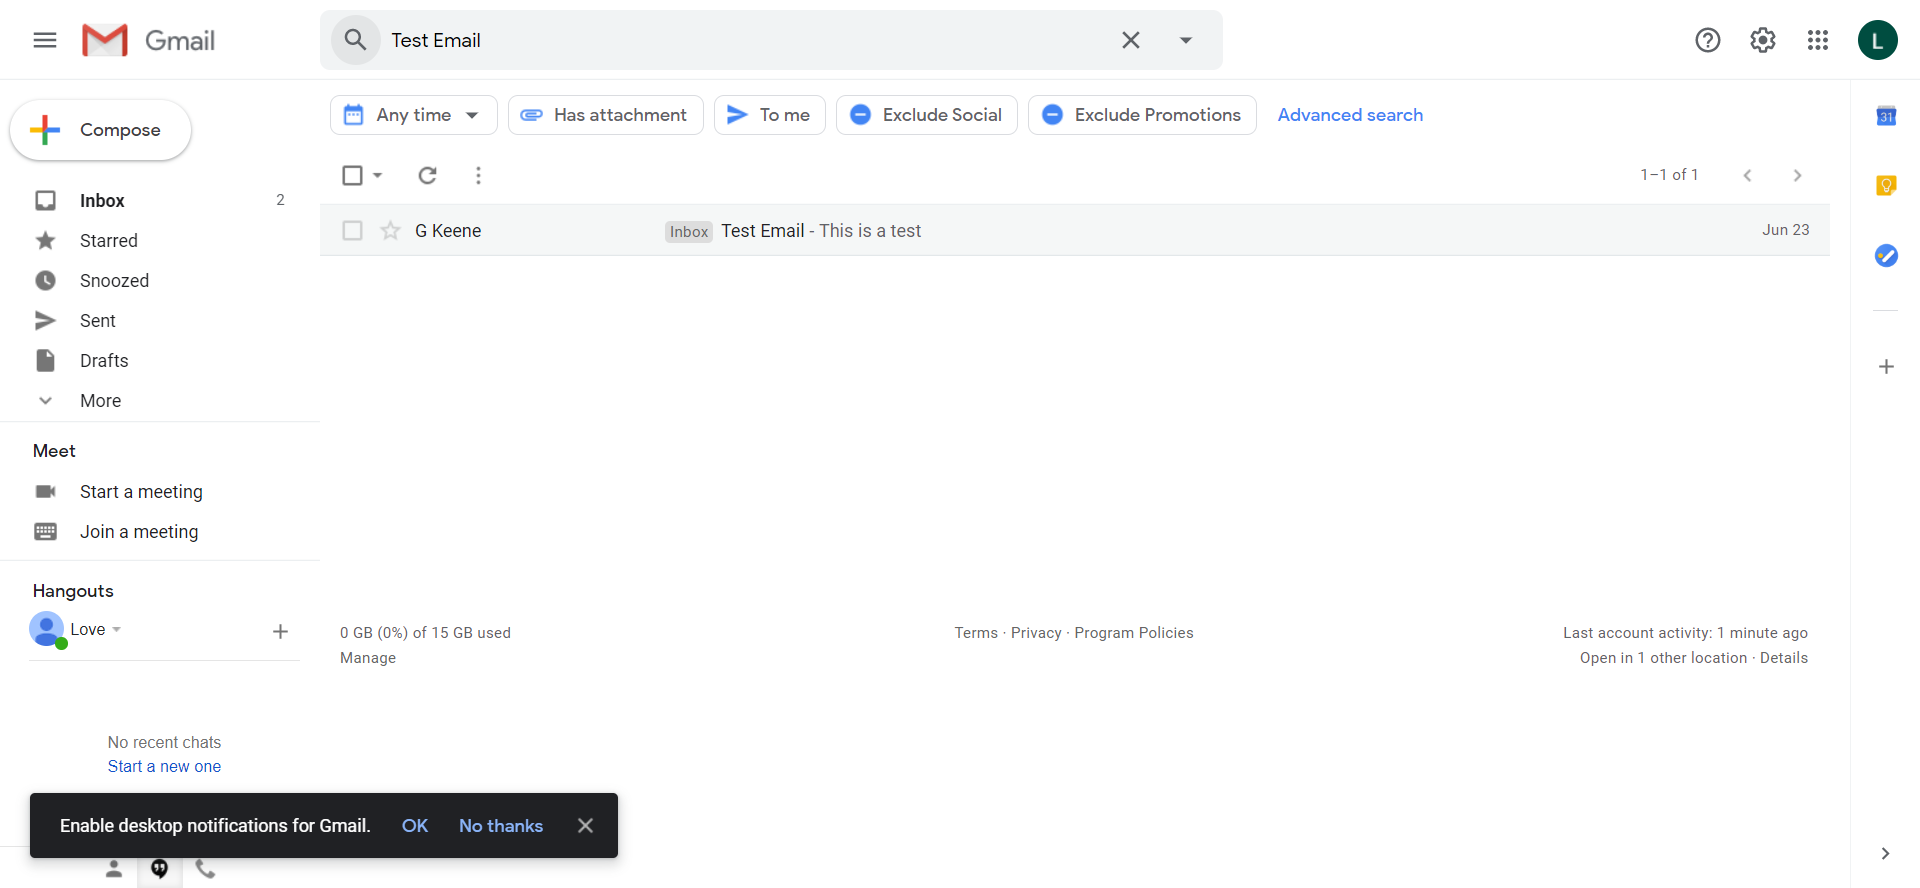 Gmail
Test Email
L
Compose
Any time
Has attachment
To me
Exclude Social
Exclude Promotions
Advanced search
1–1 of 1
Inbox 2
Starred
Snoozed
Sent
Drafts
More
G Keene Inbox Test Email - This is a test Jun 23
31
Meet
Start a meeting
Join a meeting
Hangouts
Love
No recent chats
Start a new one
0 GB (0%) of 15 GB used
Manage
Terms · Privacy · Program Policies
Last account activity: 1 minute ago
Open in 1 other location · Details
Enable desktop notifications for Gmail. OK No thanks